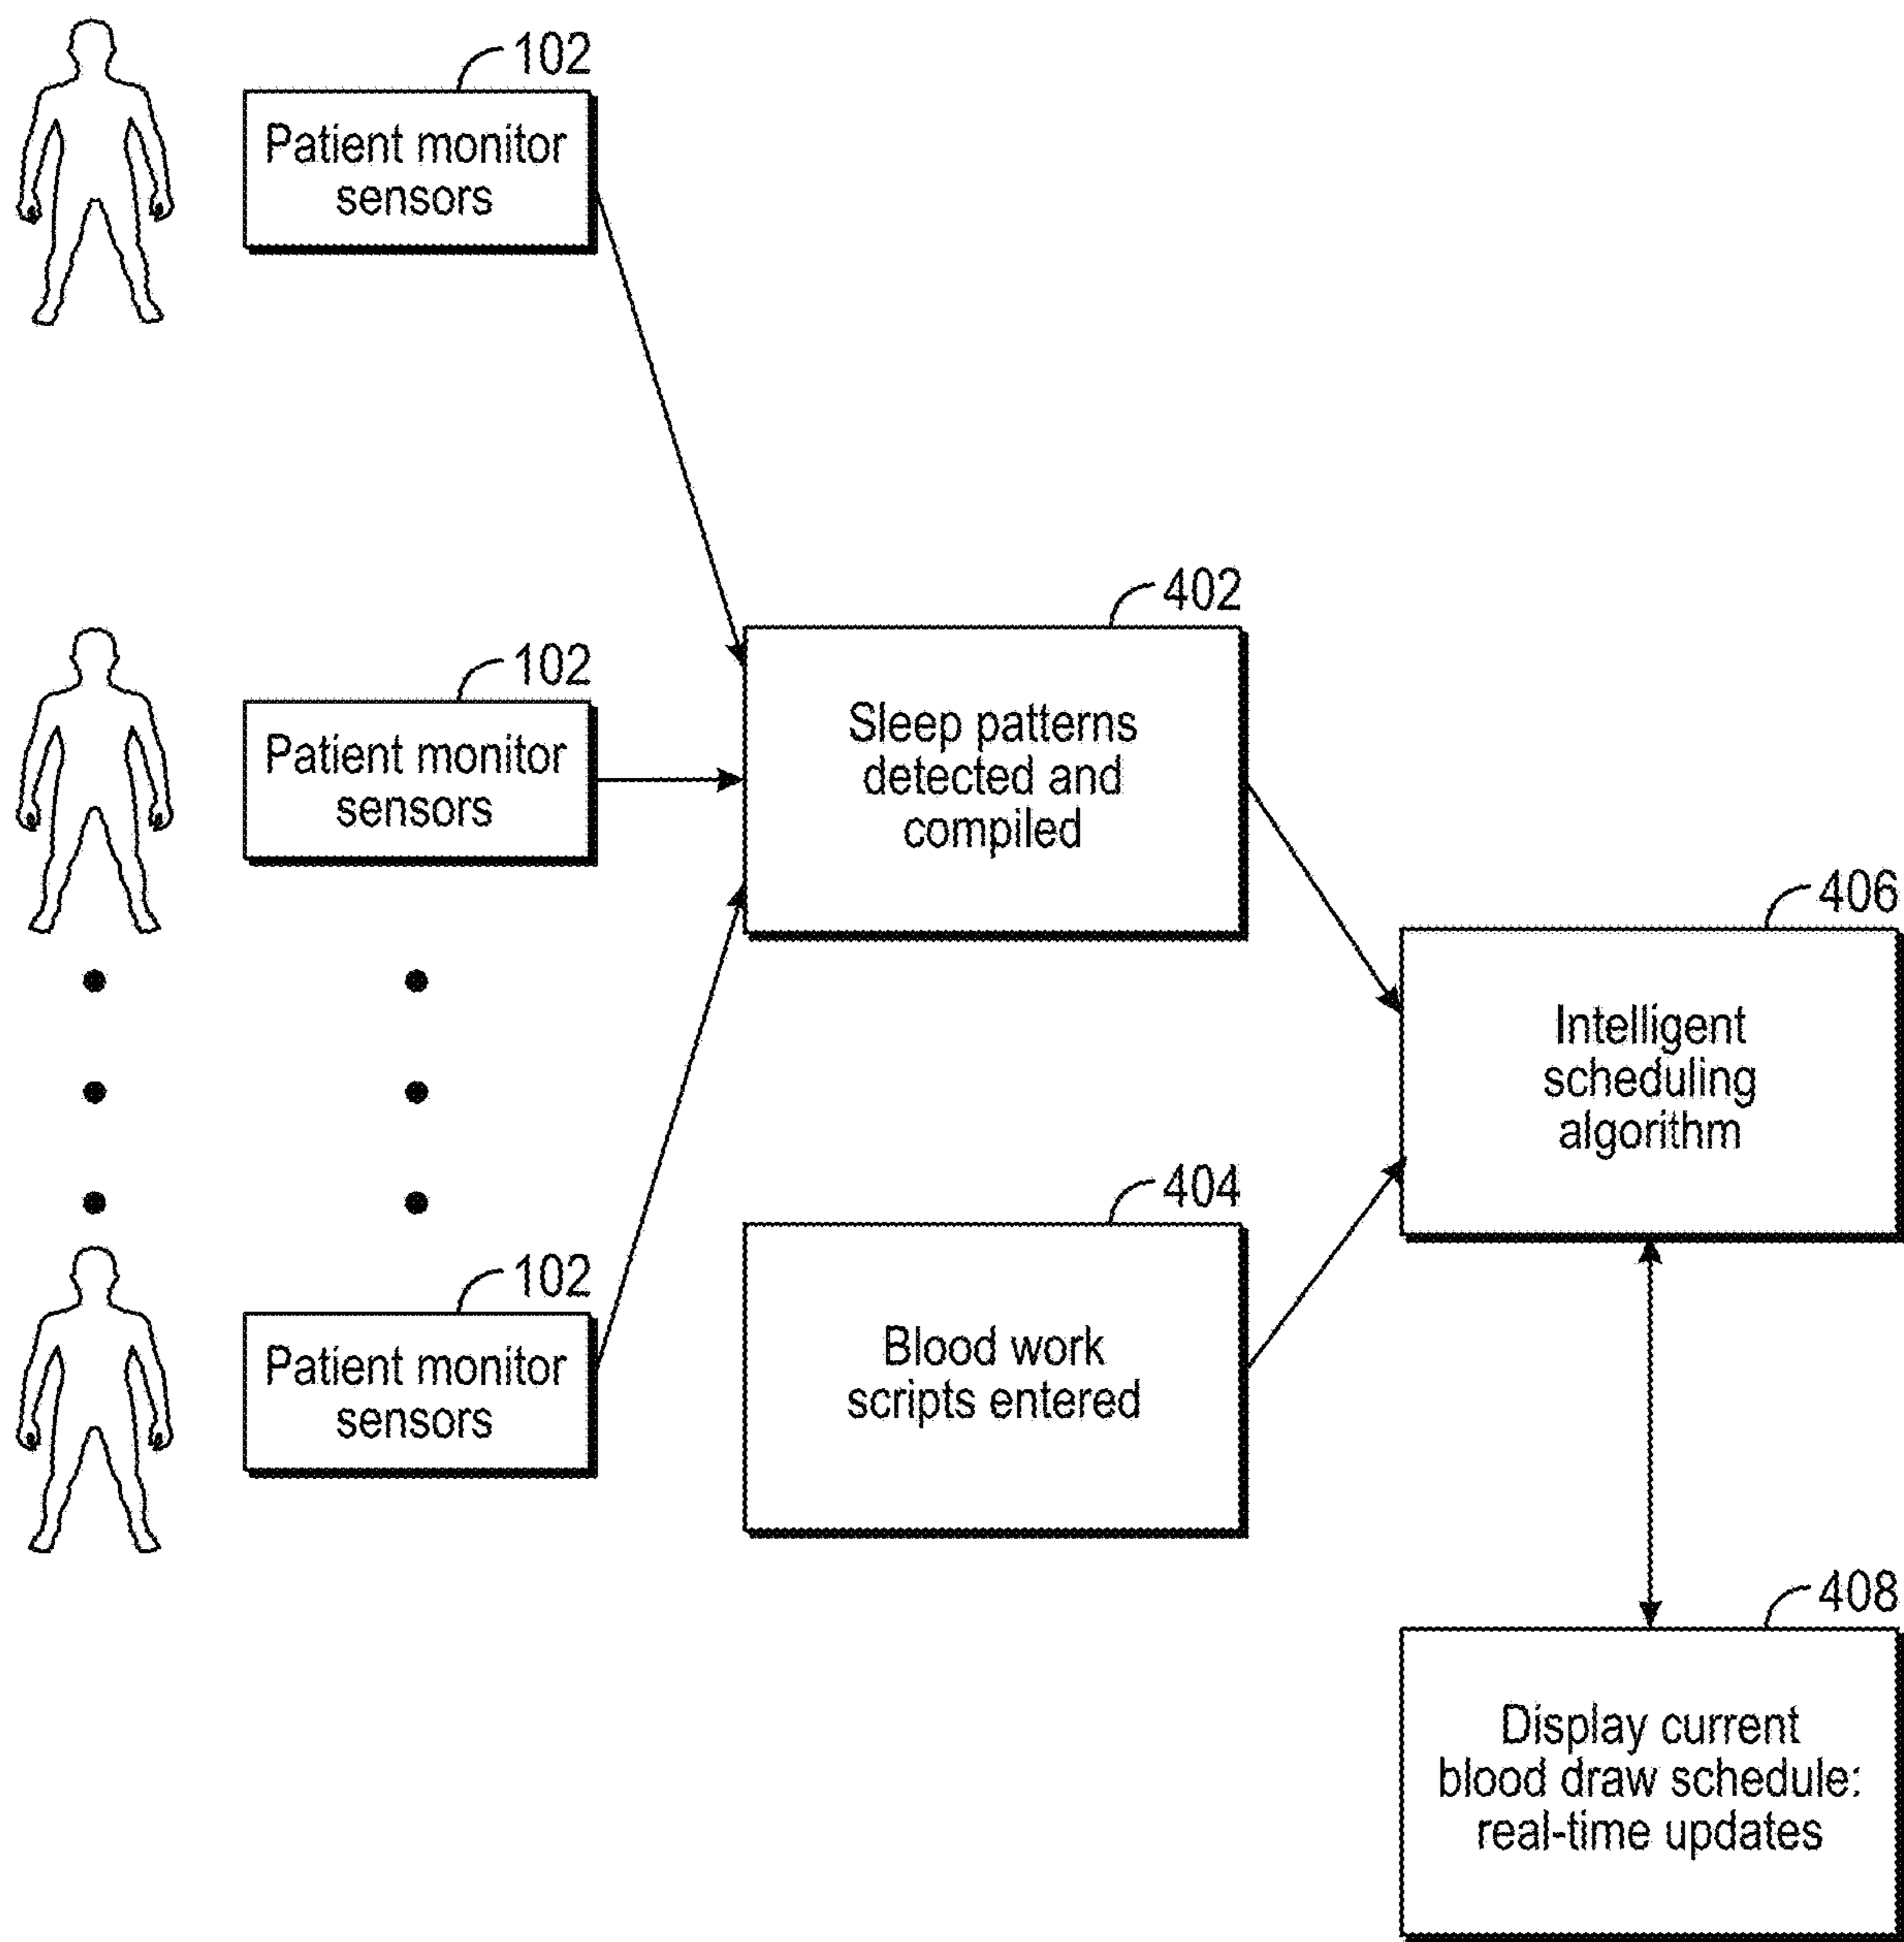 102
Patient monitor
sensors
402
102
Patient monitor
sensors
Sleep patterns
detected and
compiled
406
Intelligent
scheduling
algorithm
404
102
Patient monitor
sensors
Blood work
scripts entered
408
Display current
blood draw schedule:
real-time updates